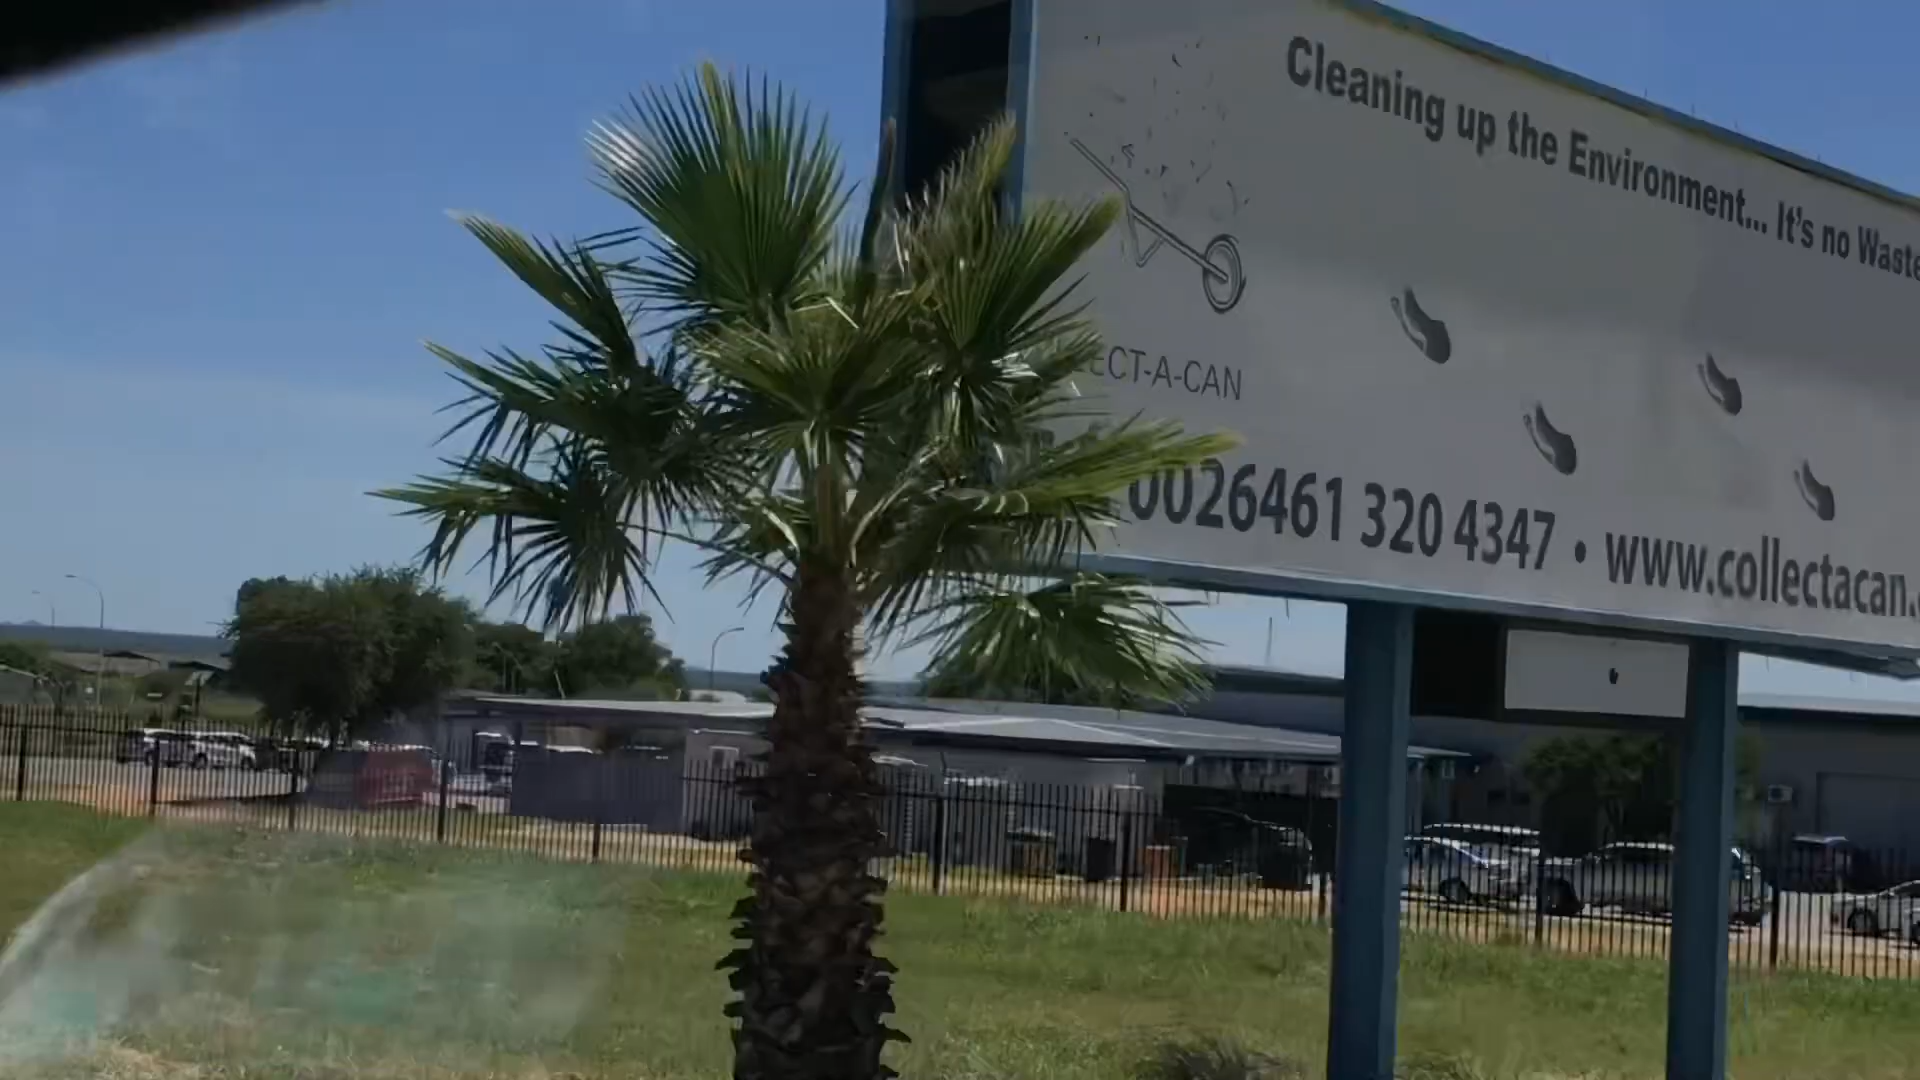 Cleaning up the Environment... It's no Waste
ECT-A-CAN
0026461 320 4347 • www.collectacan.